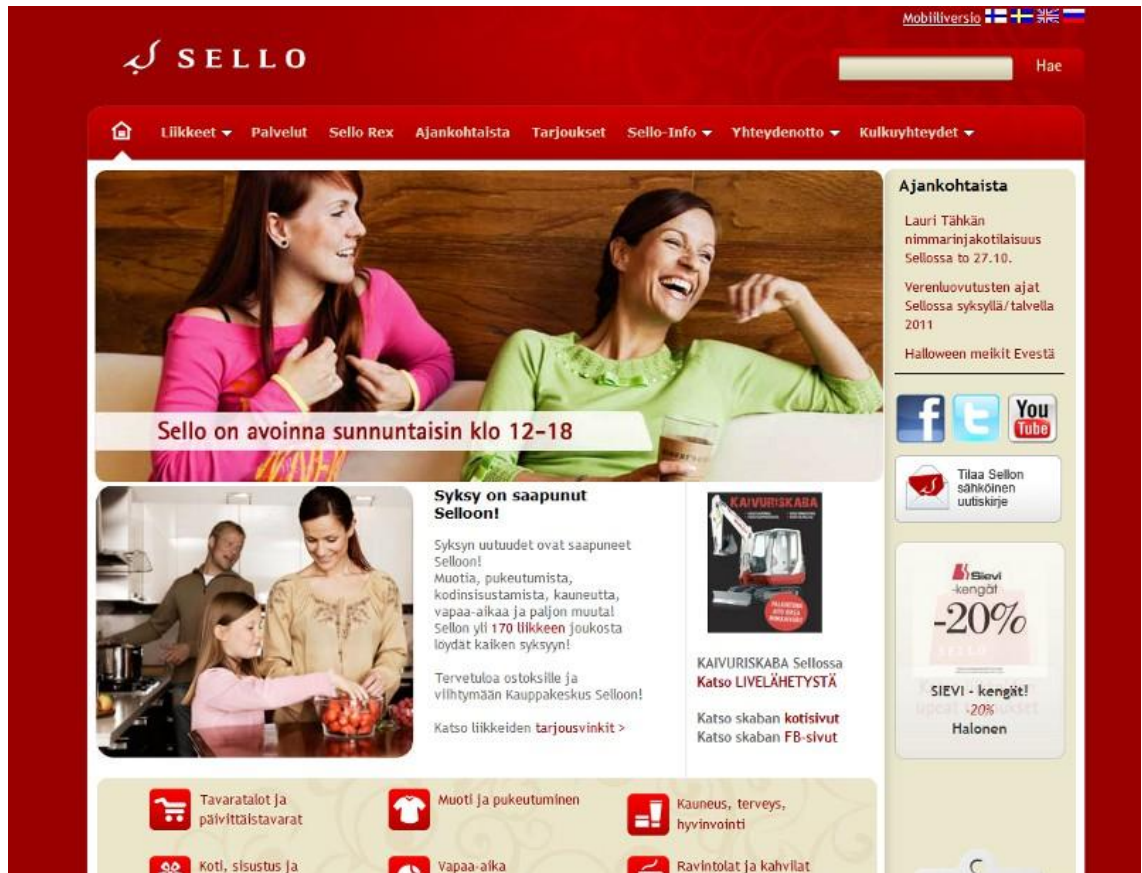 Mobiiliversio
SELLO
Hae
Liikkeet Palvelut Sello Rex Ajankohtaista Tarjoukset Sello-Info Yhteydenotto Kulkuyhteydet
Sello on avoinna sunnuntaisin klo 12-18
Syksy on saapunut
Selloon!
Syksyn uutuudet ovat saapuneet
Selloon!
Muotia, pukeutumista,
kodinsisustamista, kauneutta,
vapaa-aikaa ja paljon muuta!
Sellon yli 170 liikkeen joukosta
löydät kaiken syksyyn!
Tervetuloa ostoksille ja
viihtymään Kauppakeskus Selloon!
Katso liikkeiden tarjousvinkit >
KAIVURISKABA
KAIVURISKABA Sellossa
Katso LIVELÄHETYSTÄ
Katso skaban kotisivut
Katso skaban FB-sivut
Ajankohtaista
Lauri Tähkän
nimmarinjakotilaisuus
Sellossa to 27.10.
Verenluovutusten ajat
Sellossa syksyllä/talvella
2011
Halloween meikit Evestä
You
Tube
Tilaa Sellon
sähköinen
uutiskirje
Sievi
-kengät
-20%
SIEVI - kengät!
-20%
Halonen
Tavaratalot ja
päivittäistavarat
Muoti ja pukeutuminen
Kauneus, terveys,
hyvinvointi
Koti, sisustus ja
Vapaa-aika
Ravintolat ja kahvilat